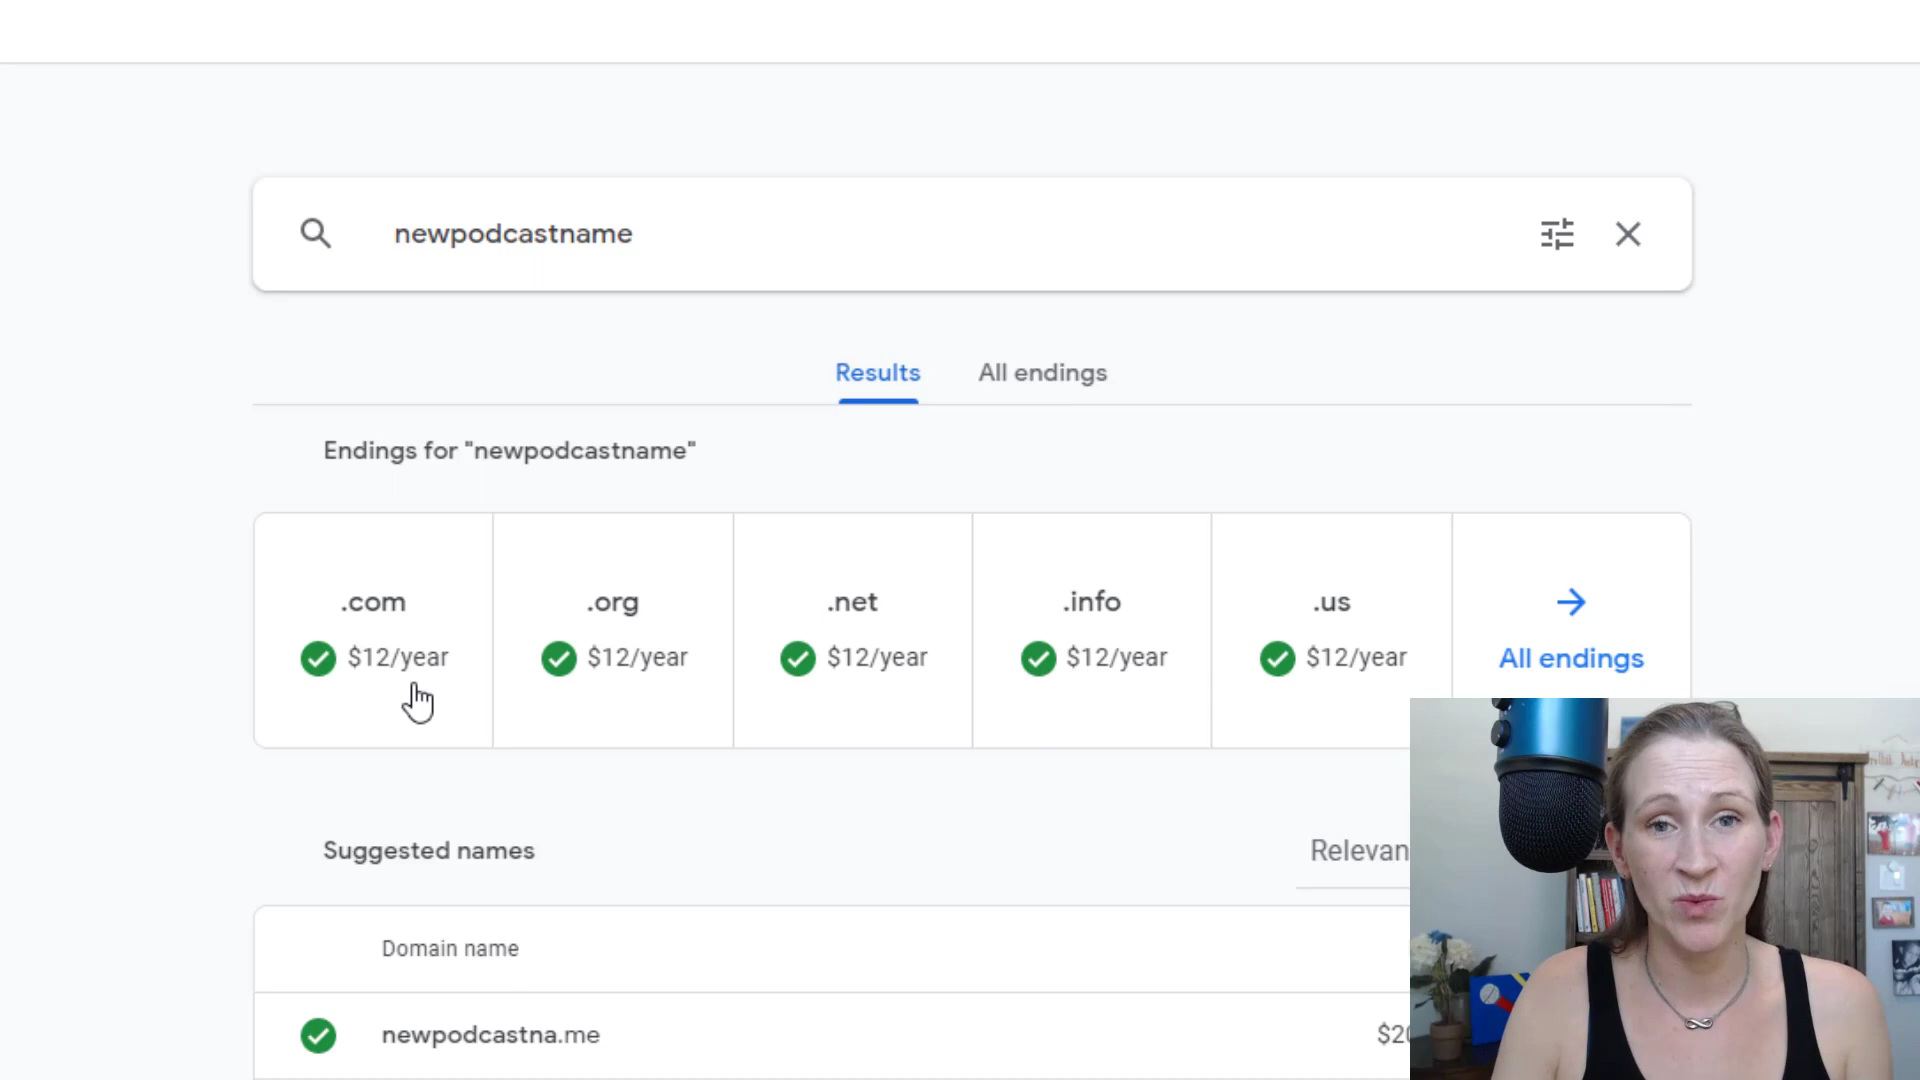 newpodcastname
Results
All endings
Endings for "newpodcastname"
.com
$12/year
.org
$12/year
.net
$12/year
.info
$12/year
.us
$12/year
All endings
Suggested names
Relevan
Domain name
newpodcastna.me
$20